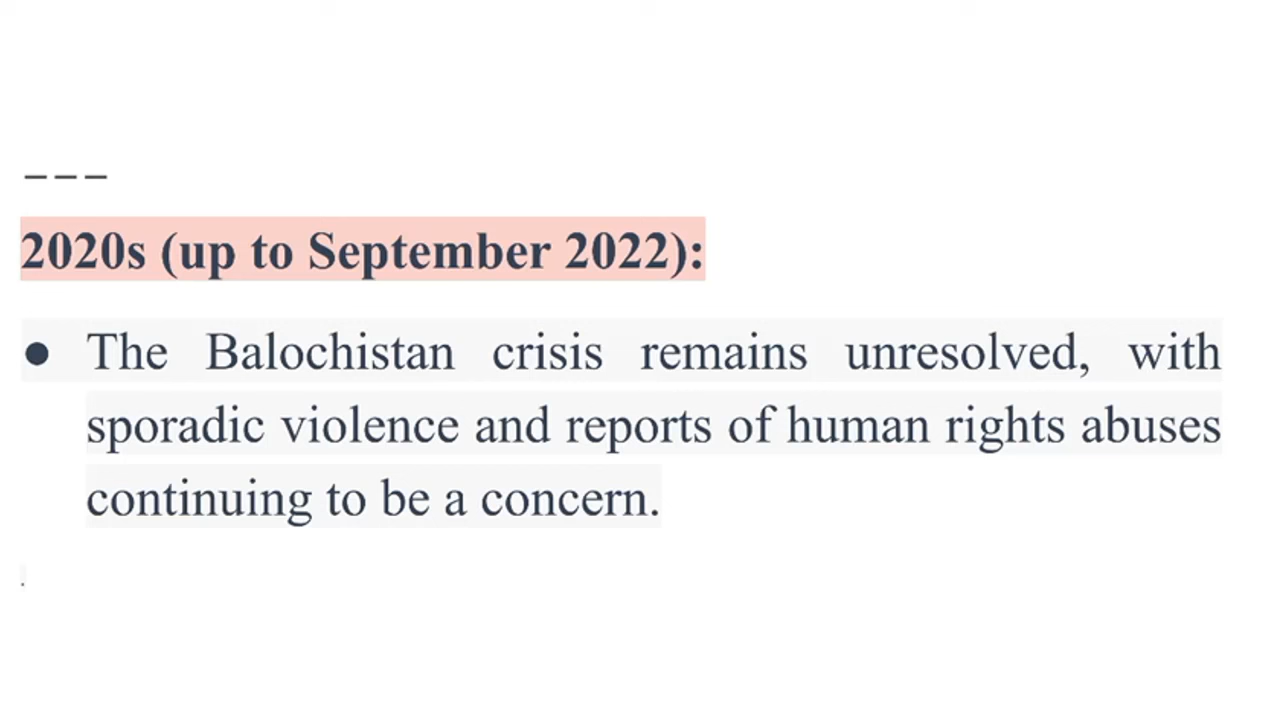 ---
2020s (up to September 2022):
● The Balochistan crisis remains unresolved, with
sporadic violence and reports of human rights abuses
continuing to be a concern.
.